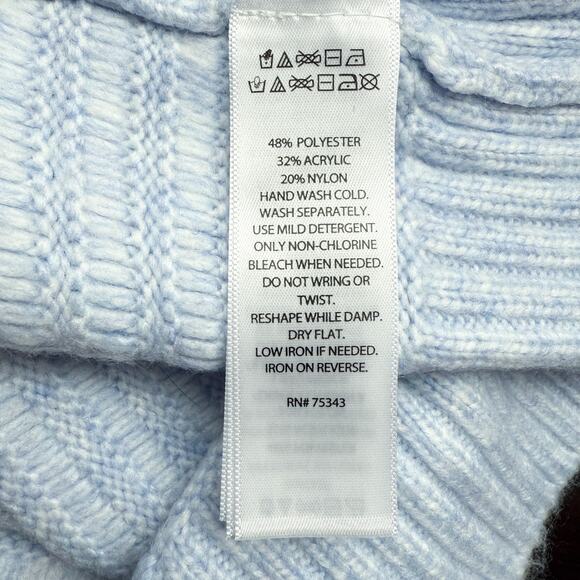 48% POLYESTER
32% ACRYLIC
20% NYLON
HAND WASH COLD.
WASH SEPARATELY.
USE MILD DETERGENT.
ONLY NON-CHLORINE
BLEACH WHEN NEEDED.
DO NOT WRING OR
TWIST.
RESHAPE WHILE DAMP.
DRY FLAT.
LOW IRON IF NEEDED.
IRON ON REVERSE.
RN# 75343